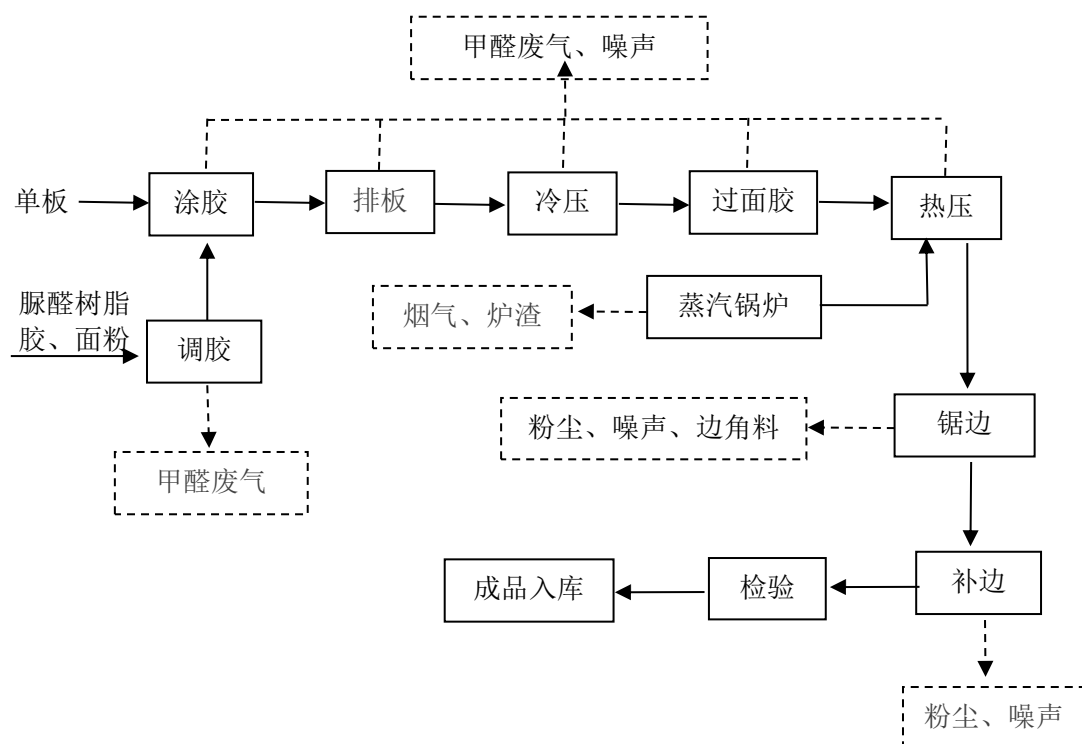 甲醛废气、噪声
单板
涂胶
排板
冷压
过面胶
热压
脲醛树脂
胶、面粉
调胶
烟气、炉渣
蒸汽锅炉
粉尘、噪声、边角料
锯边
甲醛废气
成品入库
检验
补边
粉尘、噪声